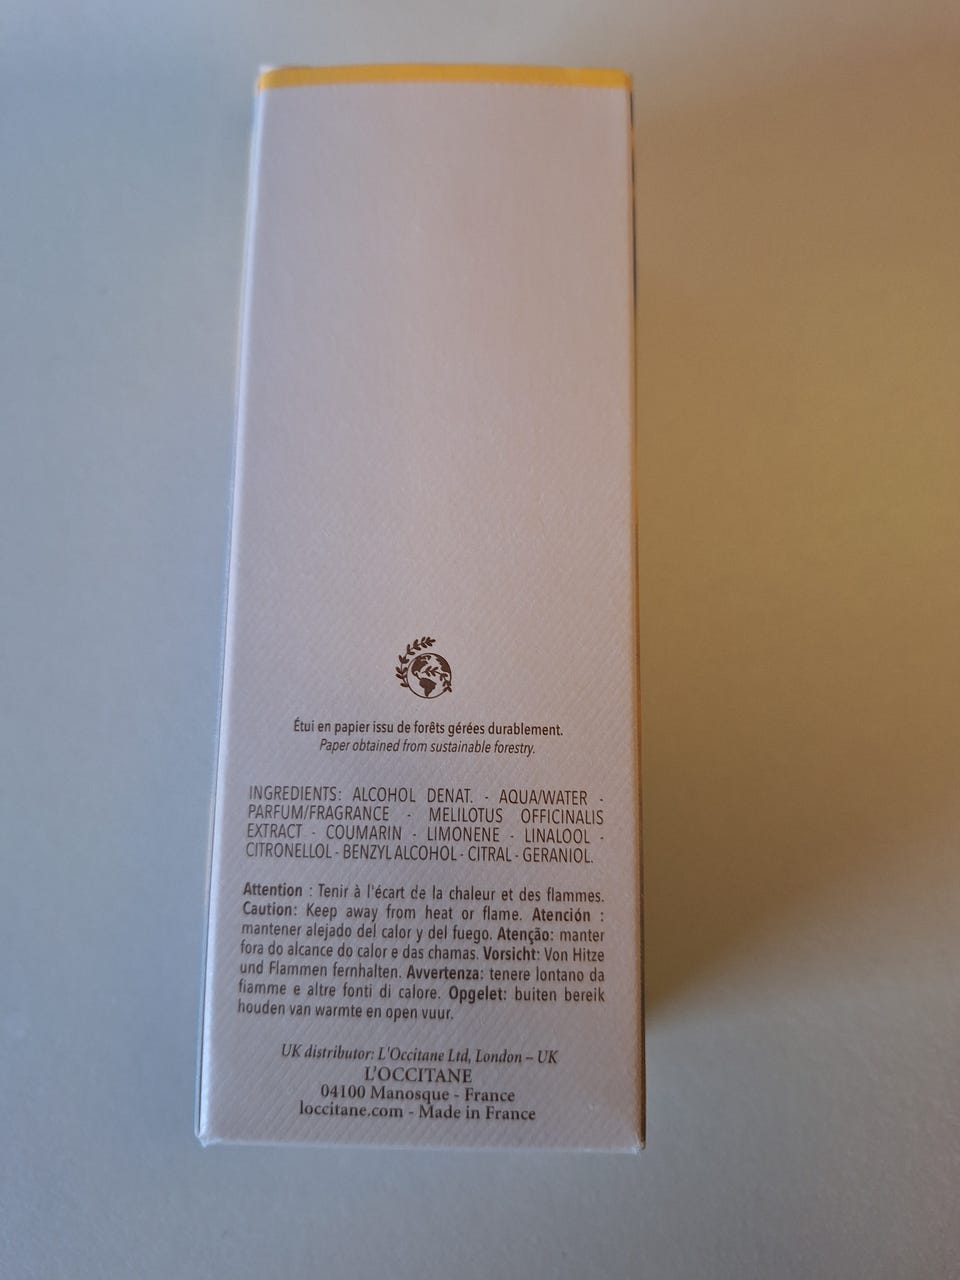 Étui en papier issu de forêts gérées durablement.
Paper obtained from sustainable forestry.
INGREDIENTS: ALCOHOL DENAT. - AQUA/WATER -
PARFUM/FRAGRANCE - MELILOTUS OFFICINALIS
EXTRACT - COUMARIN - LIMONENE - LINALOOL -
CITRONELLOL - BENZYL ALCOHOL - CITRAL - GERANIOL.
Attention : Tenir à l'écart de la chaleur et des flammes.
Caution: Keep away from heat or flame. Atención :
mantener alejado del calor y del fuego. Atenção: manter
fora do alcance do calor e das chamas. Vorsicht: Von Hitze
und Flammen fernhalten. Avvertenza: tenere lontano da
fiamme e altre fonti di calore. Opgelet: buiten bereik
houden van warmte en open vuur.
UK distributor: L'Occitane Ltd, London – UK
L'OCCITANE
04100 Manosque - France
loccitane.com - Made in France